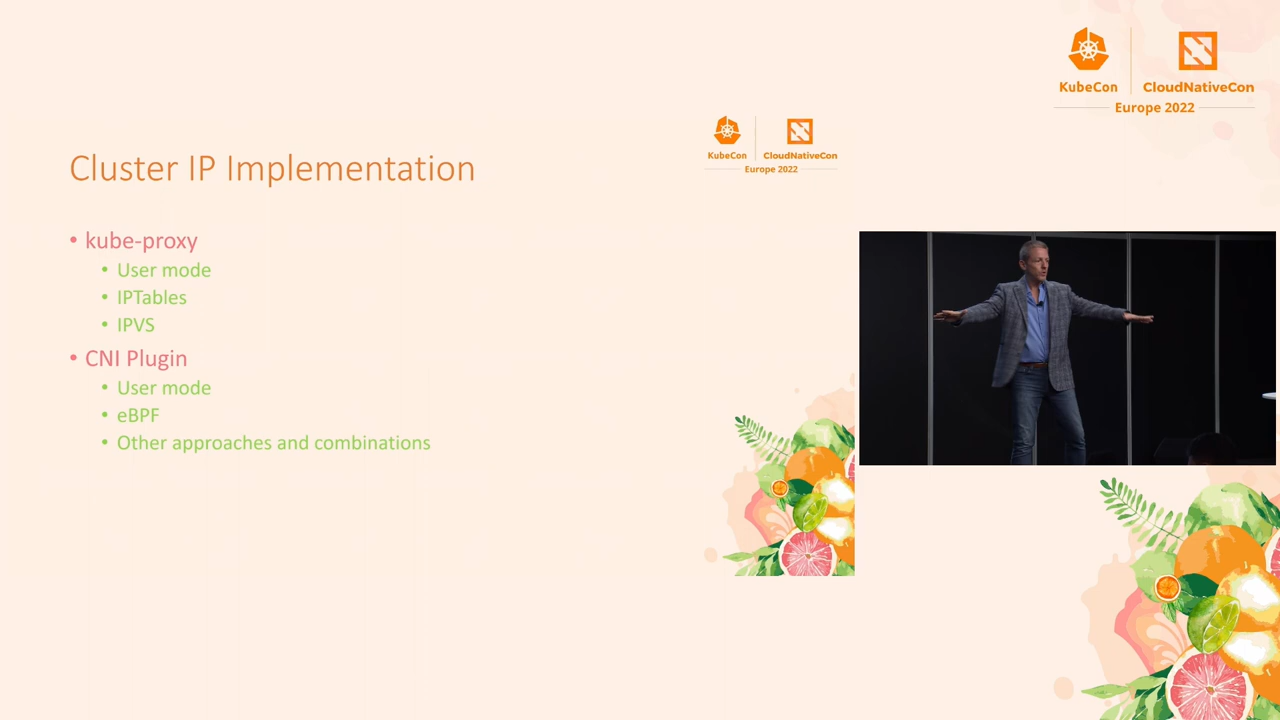 KubeCon
CloudNativeCon
Europe 2022
KubeCon
CloudNativeCon
Europe 2022
Cluster IP Implementation
• kube-proxy
• User mode
• IPTables
• IPVS
• CNI Plugin
• User mode
• eBPF
• Other approaches and combinations